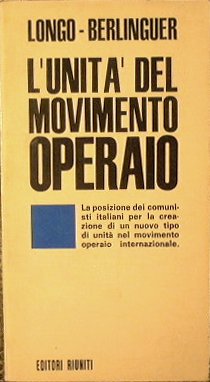 LONGO-BERLINGUER
L'UNITA' DEL
MOVIMENTO
OPERAIO
La posizione dei comuni-
sti italiani per la crea-
zione di un nuovo tipo
di unità nel movimento
operaio internazionale.
EDITORI RIUNITI